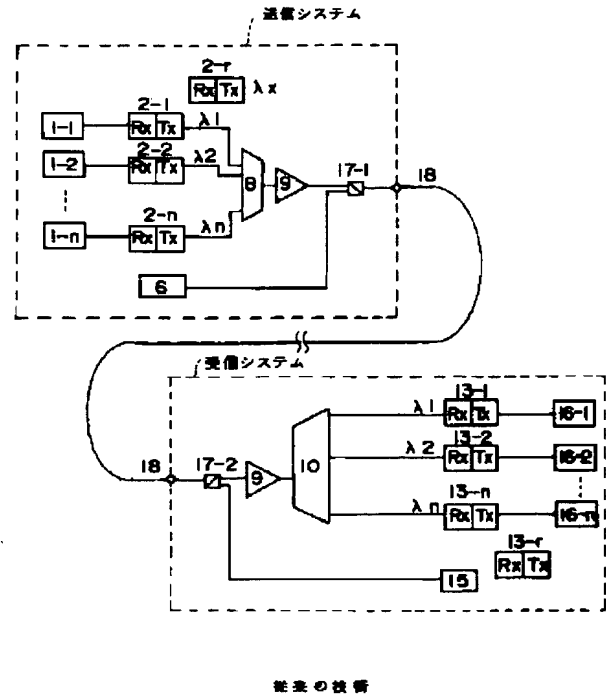 送信システム
2-r
Rx Tx λx
2-1
1-1 Rx Tx λ1
2-2
1-2 Rx Tx λ2
8 9 17-1 18
2-n
1-n Rx Tx λn
6
受信システム
13-1
λ1 Rx Tx 16-1
13-2
18 17-2 9 10 λ2 Rx Tx 16-2
13-n
λn Rx Tx 16-n
13-r
Rx Tx
15
従来の技術